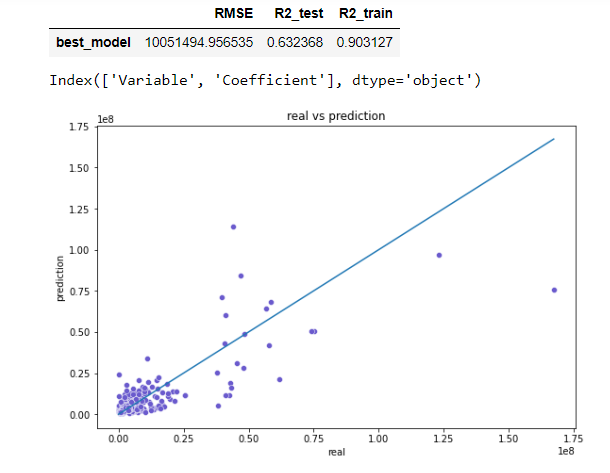 RMSE R2_test R2_train
best_model 10051494.956535 0.632368 0.903127
Index(['Variable', 'Coefficient'], dtype='object')
real vs prediction
1e8
1.75
1.50
1.25
1.00
0.75
0.50
0.25
0.00
prediction
0.00 0.25 0.50 0.75 1.00 1.25 1.50 1.75
real
1e8